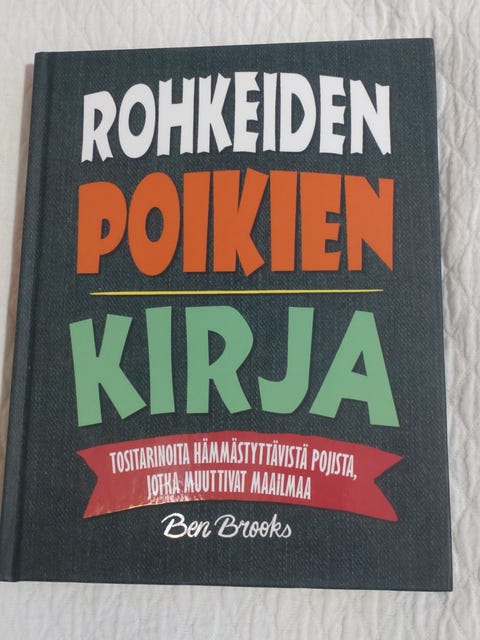 ROHKEIDEN
POIKIEN
KIRJA
TOSITARINOITA HÄMMÄSTYTTÄVISTÄ POJISTA,
JOTKA MUUTTIVAT MAAILMAA
Ben Brooks